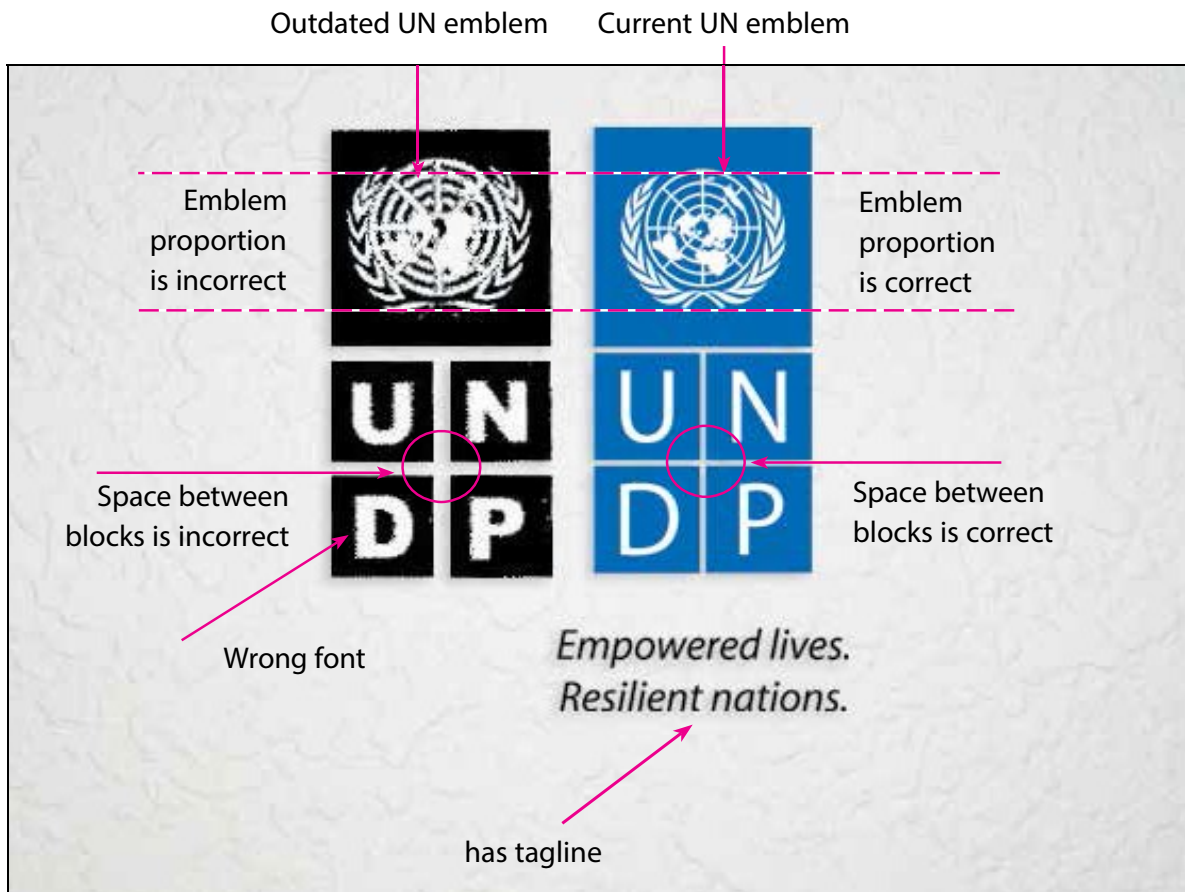 Outdated UN emblem
Current UN emblem
Emblem
proportion
is incorrect
Emblem
proportion
is correct
U N
D P
U N
D P
Space between
blocks is incorrect
Space between
blocks is correct
Wrong font
Empowered lives.
Resilient nations.
has tagline